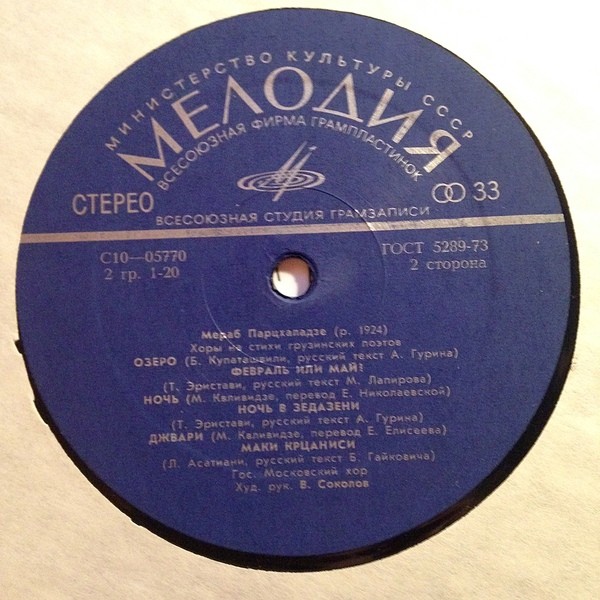 МИНИСТЕРСТВО КУЛЬТУРЫ СССР
МЕЛОДИЯ
ВСЕСОЮЗНАЯ ФИРМА ГРАМПЛАСТИНОК
СТЕРЕО
33
ВСЕСОЮЗНАЯ СТУДИЯ ГРАМЗАПИСИ
С10—05770
ГОСТ 5289-73
2 гр. 1-20
2 сторона
Мераб Парцхаладзе (р. 1924)
Хоры на стихи грузинских поэтов
ОЗЕРО (Б. Купаташвили, русский текст А. Гурина)
ФЕВРАЛЬ ИЛИ МАЙ?
(Т. Эристави, русский текст М. Лапирова)
НОЧЬ (М. Квливидзе, перевод Е. Николаевской)
НОЧЬ В ЗЕДАЗЕНИ
(Т. Эристави, русский текст А. Гурина)
ДЖВАРИ (М. Квливидзе, перевод Е. Елисеева)
МАКИ КРЦАНИСИ
(Л. Асатиани, русский текст Б. Гайковича)
Гос. Московский хор
Худ. рук. В. Соколов